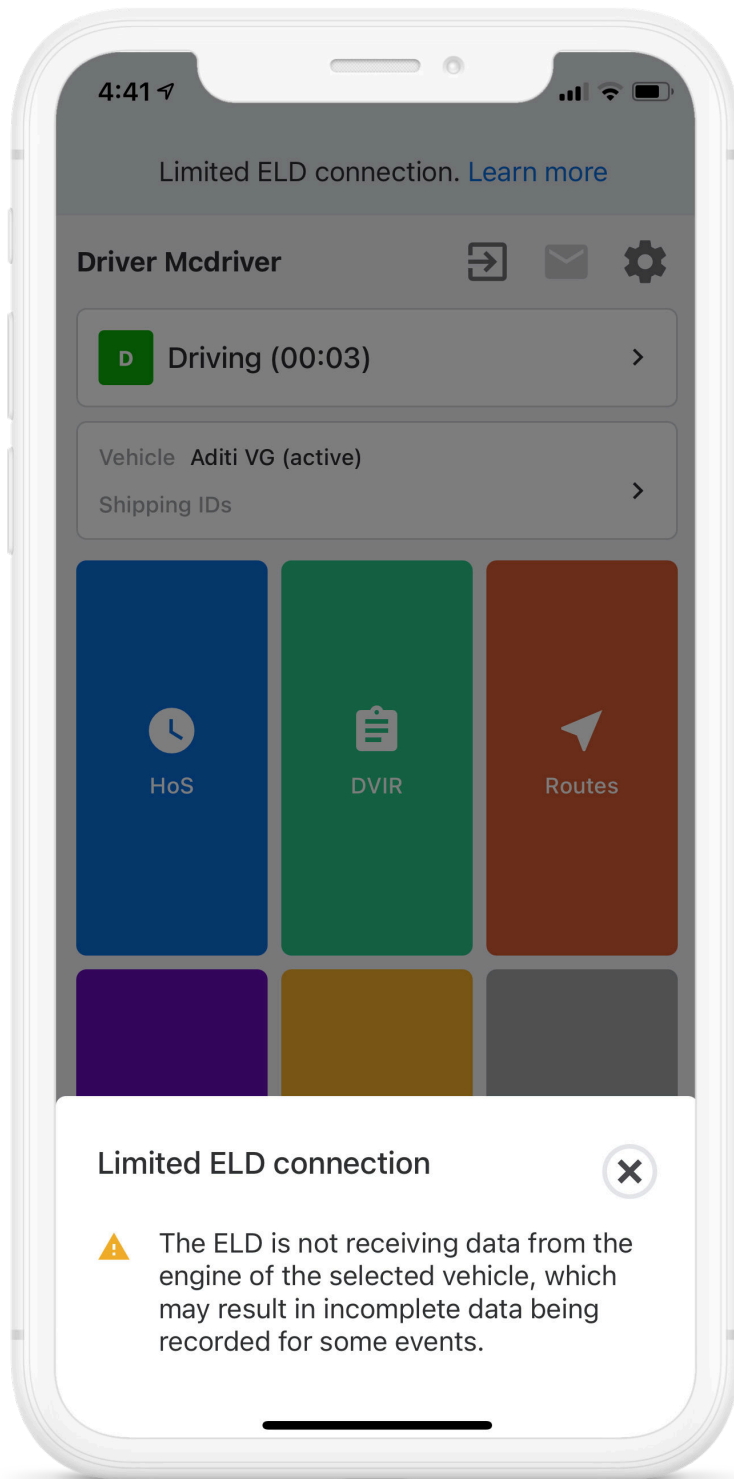 4:41
Limited ELD connection. Learn more
Driver Mcdriver
D Driving (00:03)
Vehicle Aditi VG (active)
Shipping IDs
HoS DVIR Routes
Limited ELD connection
The ELD is not receiving data from the
engine of the selected vehicle, which
may result in incomplete data being
recorded for some events.